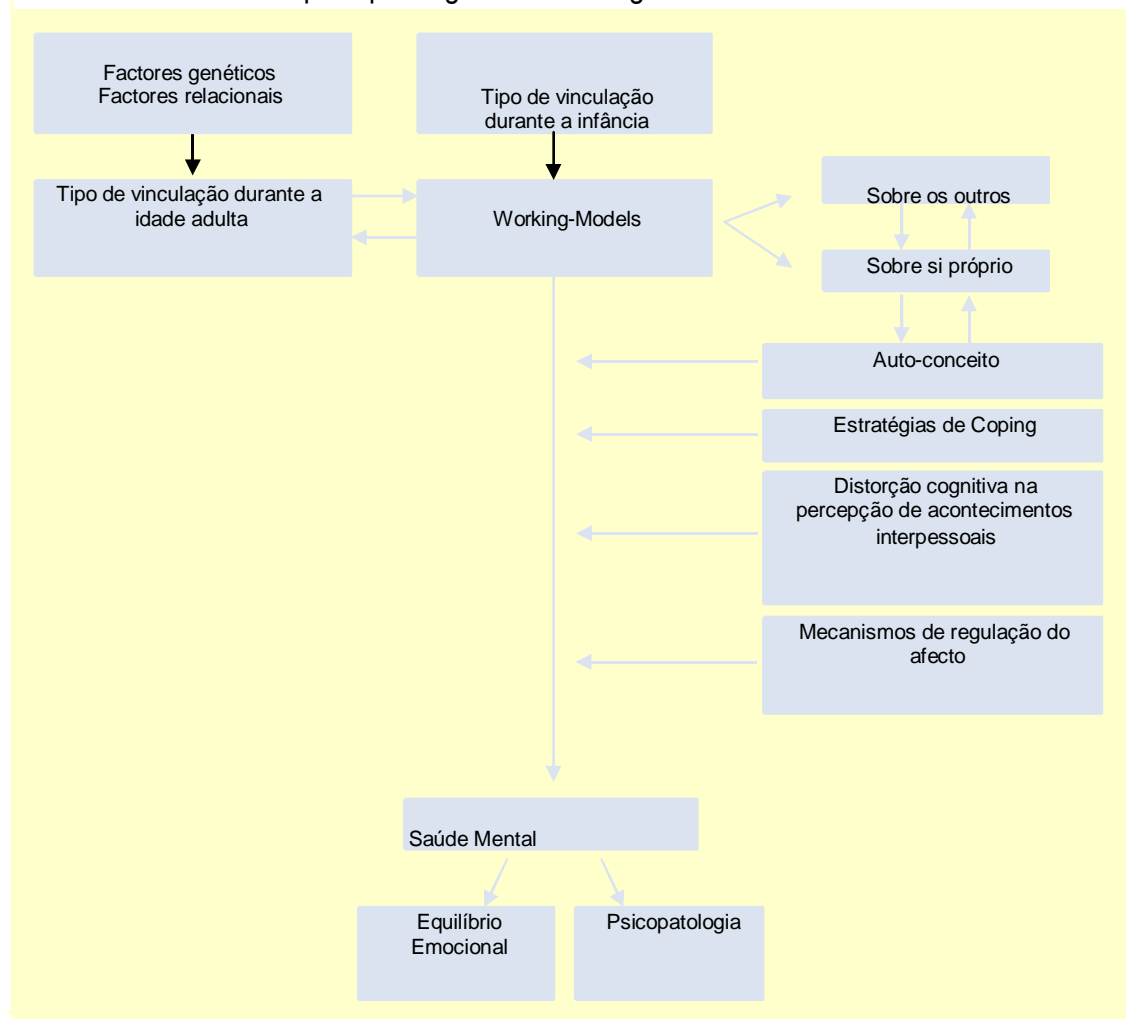 Factores genéticos
Factores relacionais
Tipo de vinculação
durante a infância
Tipo de vinculação durante a
idade adulta
Working-Models
Sobre os outros
Sobre si próprio
Auto-conceito
Estratégias de Coping
Distorção cognitiva na
percepção de acontecimentos
interpessoais
Mecanismos de regulação do
afecto
Saúde Mental
Equilíbrio
Emocional
Psicopatologia